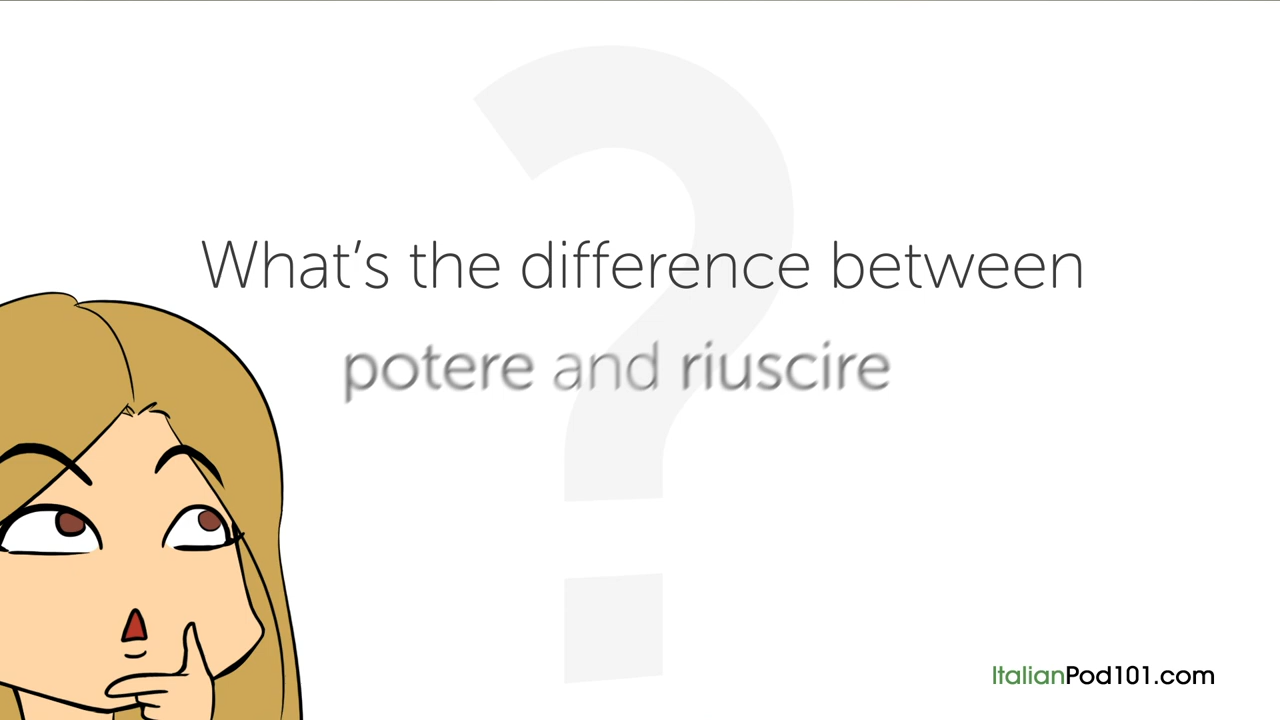 What's the difference between
potere and riuscire
ItalianPod101.com